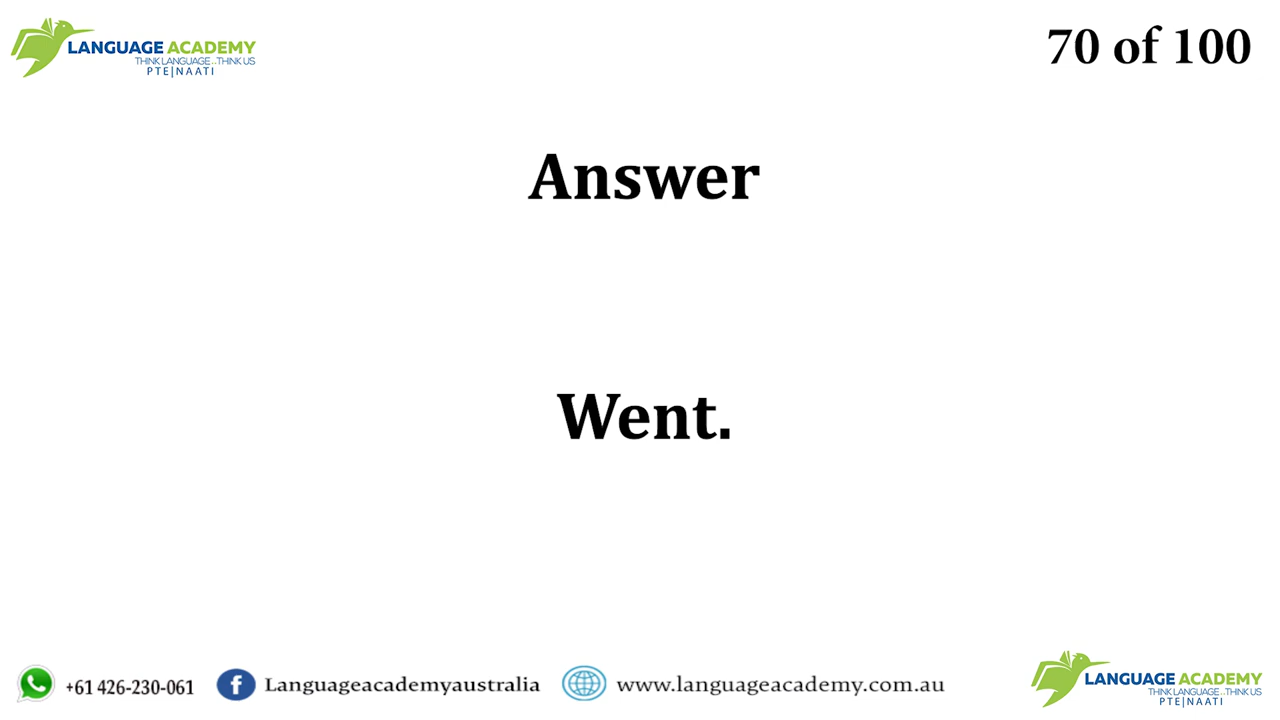 LANGUAGE ACADEMY
THINK LANGUAGE..THINK US
PTE|NAATI
70 of 100
Answer
Went.
+61 426-230-061
Languageacademyaustralia
www.languageacademy.com.au
LANGUAGE ACADEMY
THINK LANGUAGE..THINK US
PTE|NAATI